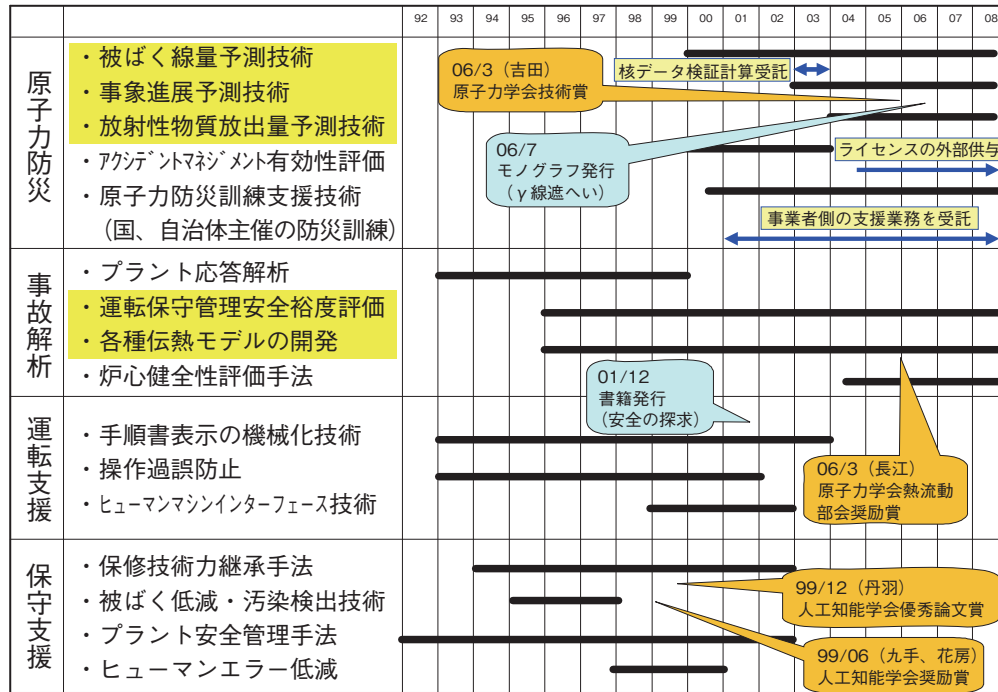 92 93 94 95 96 97 98 99 00 01 02 03 04 05 06 07 08
原子力防災
・被ばく線量予測技術
・事象進展予測技術
・放射性物質放出量予測技術
・アクシデントマネジメント有効性評価
・原子力防災訓練支援技術
（国、自治体主催の防災訓練）
06/3（吉田）
原子力学会技術賞
核データ検証計算受託
06/7
モノグラフ発行
（γ線遮へい）
ライセンスの外部供与
事業者側の支援業務を受託
事故解析
・プラント応答解析
・運転保守管理安全裕度評価
・各種伝熱モデルの開発
・炉心健全性評価手法
01/12
書籍発行
（安全の探求）
運転支援
・手順書表示の機械化技術
・操作過誤防止
・ヒューマンマシンインターフェース技術
06/3（長江）
原子力学会熱流動
部会奨励賞
保守支援
・保修技術力継承手法
・被ばく低減・汚染検出技術
・プラント安全管理手法
・ヒューマンエラー低減
99/12（丹羽）
人工知能学会優秀論文賞
99/06（九手、花房）
人工知能学会奨励賞